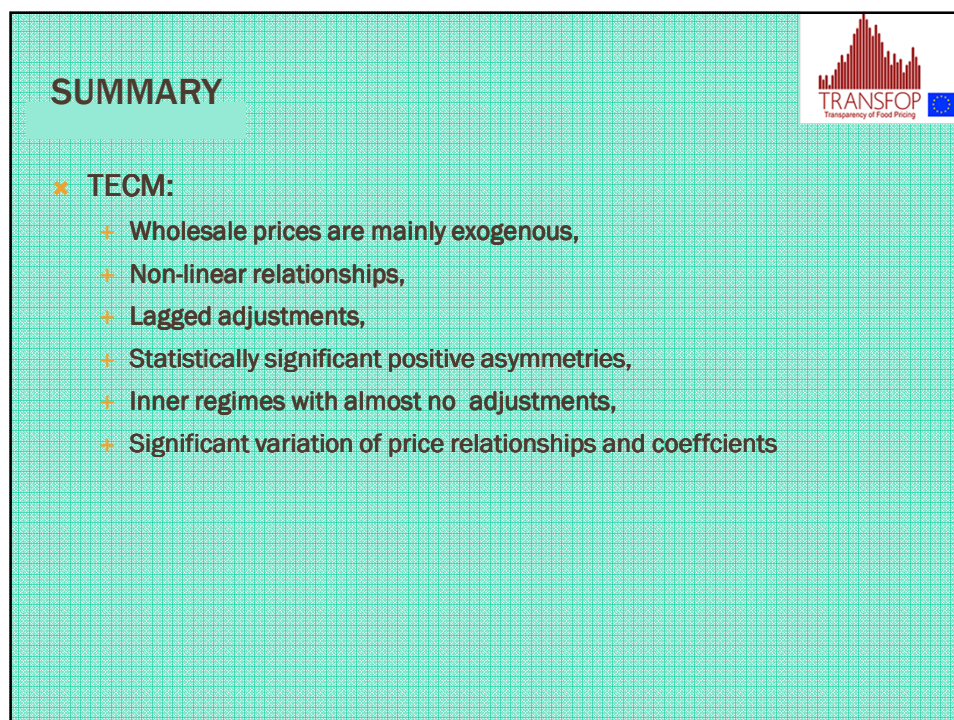 SUMMARY
TRANSFOP
Transparency of Food Pricing
TECM:
Wholesale prices are mainly exogenous,
Non-linear relationships,
Lagged adjustments,
Statistically significant positive asymmetries,
Inner regimes with almost no adjustments,
Significant variation of price relationships and coeffcients